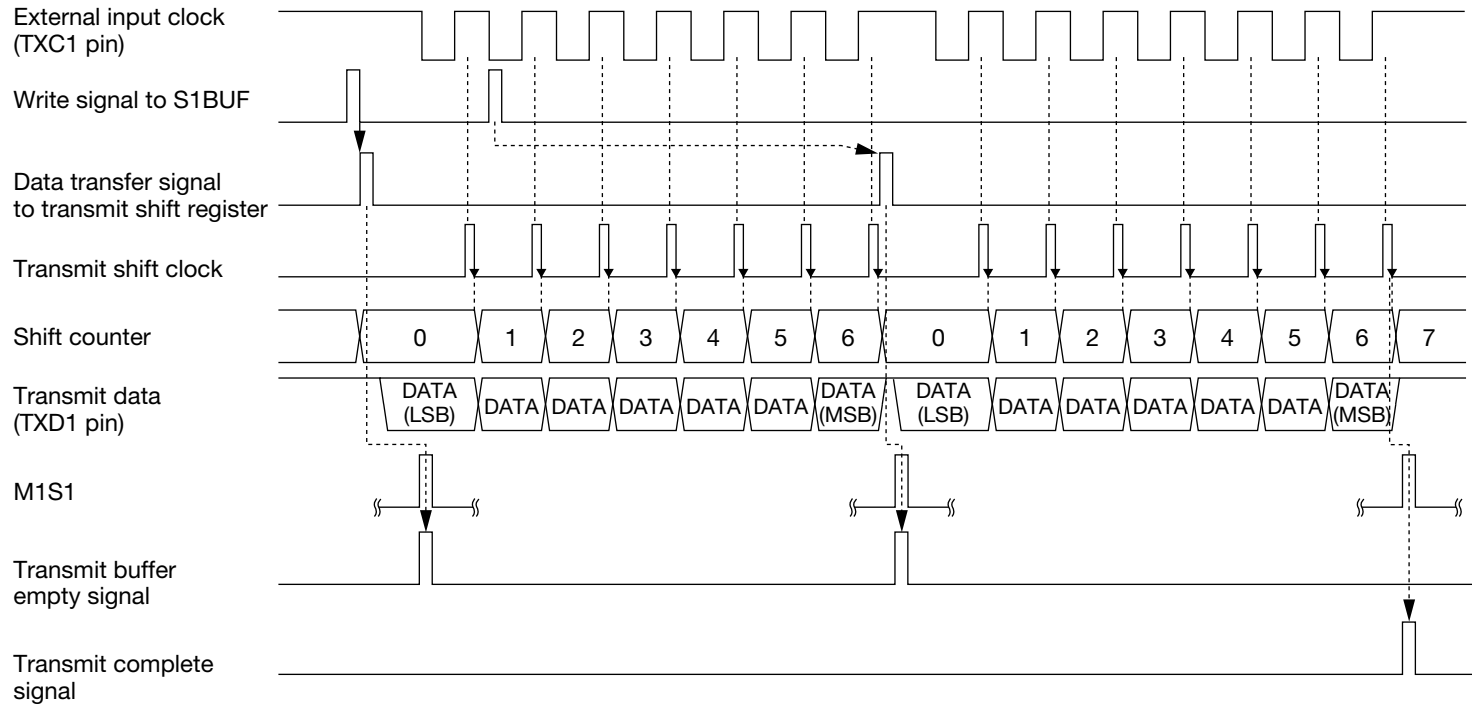 External input clock
(TXC1 pin)
Write signal to S1BUF
Data transfer signal
to transmit shift register
Transmit shift clock
Shift counter
0 1 2 3 4 5 6 0 1 2 3 4 5 6 7
Transmit data
(TXD1 pin)
DATA
(LSB)
DATA DATA DATA DATA DATA
DATA
(MSB)
DATA
(LSB)
DATA DATA DATA DATA DATA
DATA
(MSB)
M1S1
Transmit buffer
empty signal
Transmit complete
signal